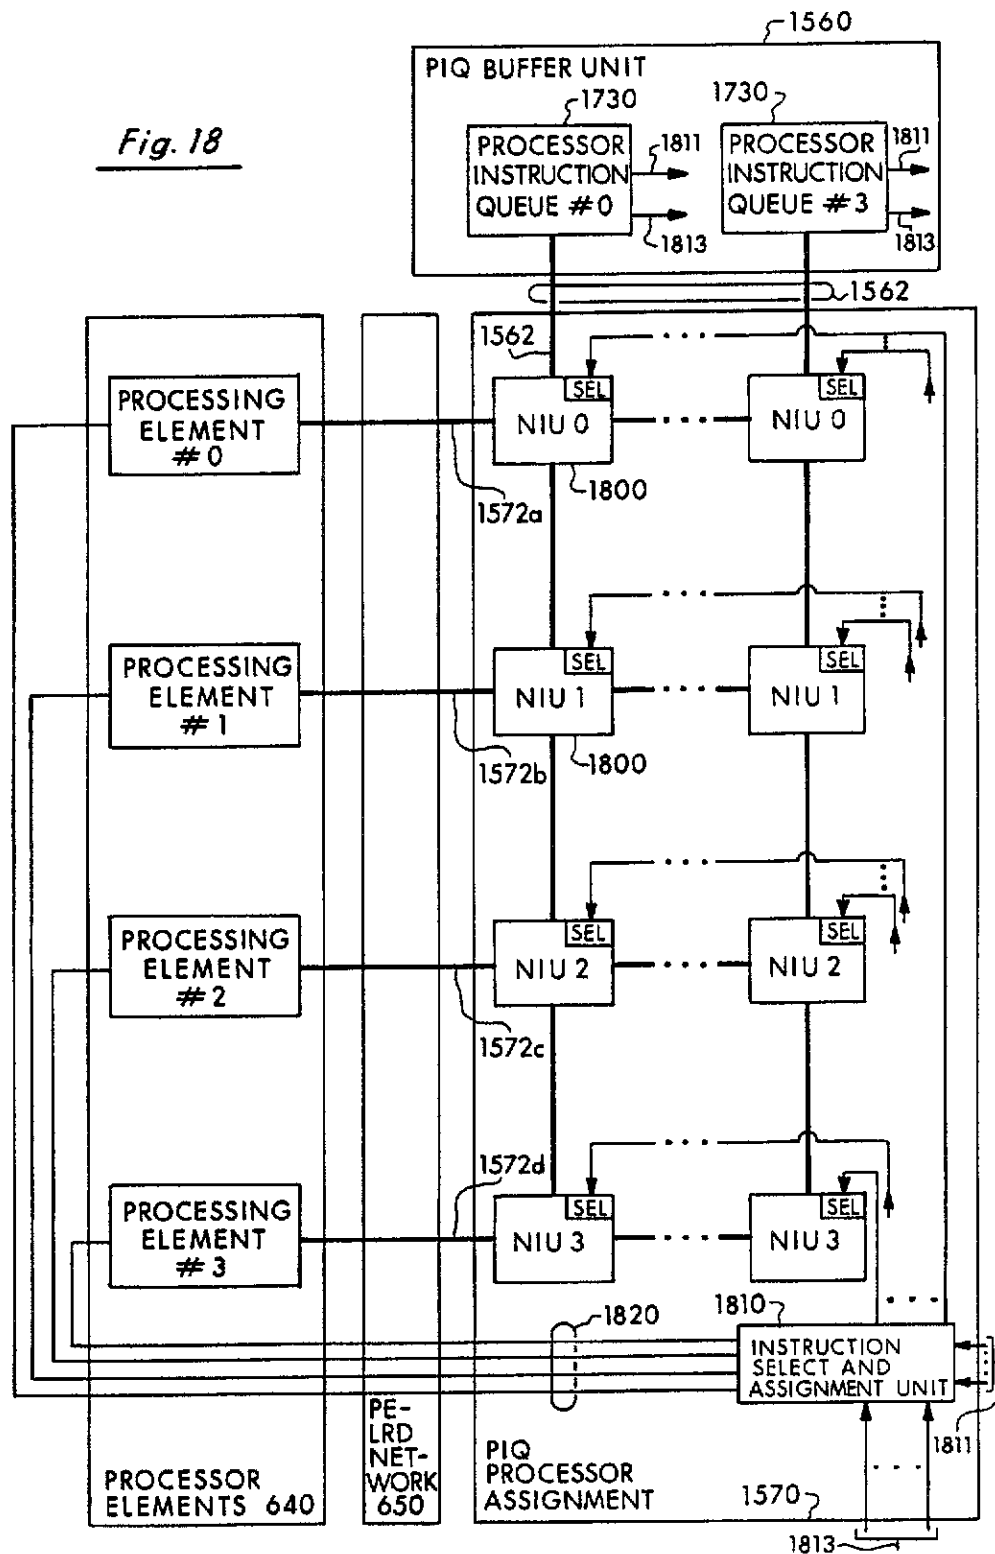 1560
PIQ BUFFER UNIT
1730
1730
Fig. 18
PROCESSOR
INSTRUCTION
QUEUE #0
1811
1813
PROCESSOR
INSTRUCTION
QUEUE #3
1811
1813
1562
1562
PROCESSING
ELEMENT
#0
SEL
NIU 0
SEL
NIU 0
1572a
1800
PROCESSING
ELEMENT
#1
SEL
NIU 1
SEL
NIU 1
1572b
1800
PROCESSING
ELEMENT
#2
SEL
NIU 2
SEL
NIU 2
1572c
1572d
PROCESSING
ELEMENT
#3
SEL
NIU 3
SEL
NIU 3
1820
1810
INSTRUCTION
SELECT AND
ASSIGNMENT UNIT
1811
PROCESSOR
ELEMENTS 640
PE-
LRD
NET-
WORK
650
PIQ
PROCESSOR
ASSIGNMENT
1570
1813